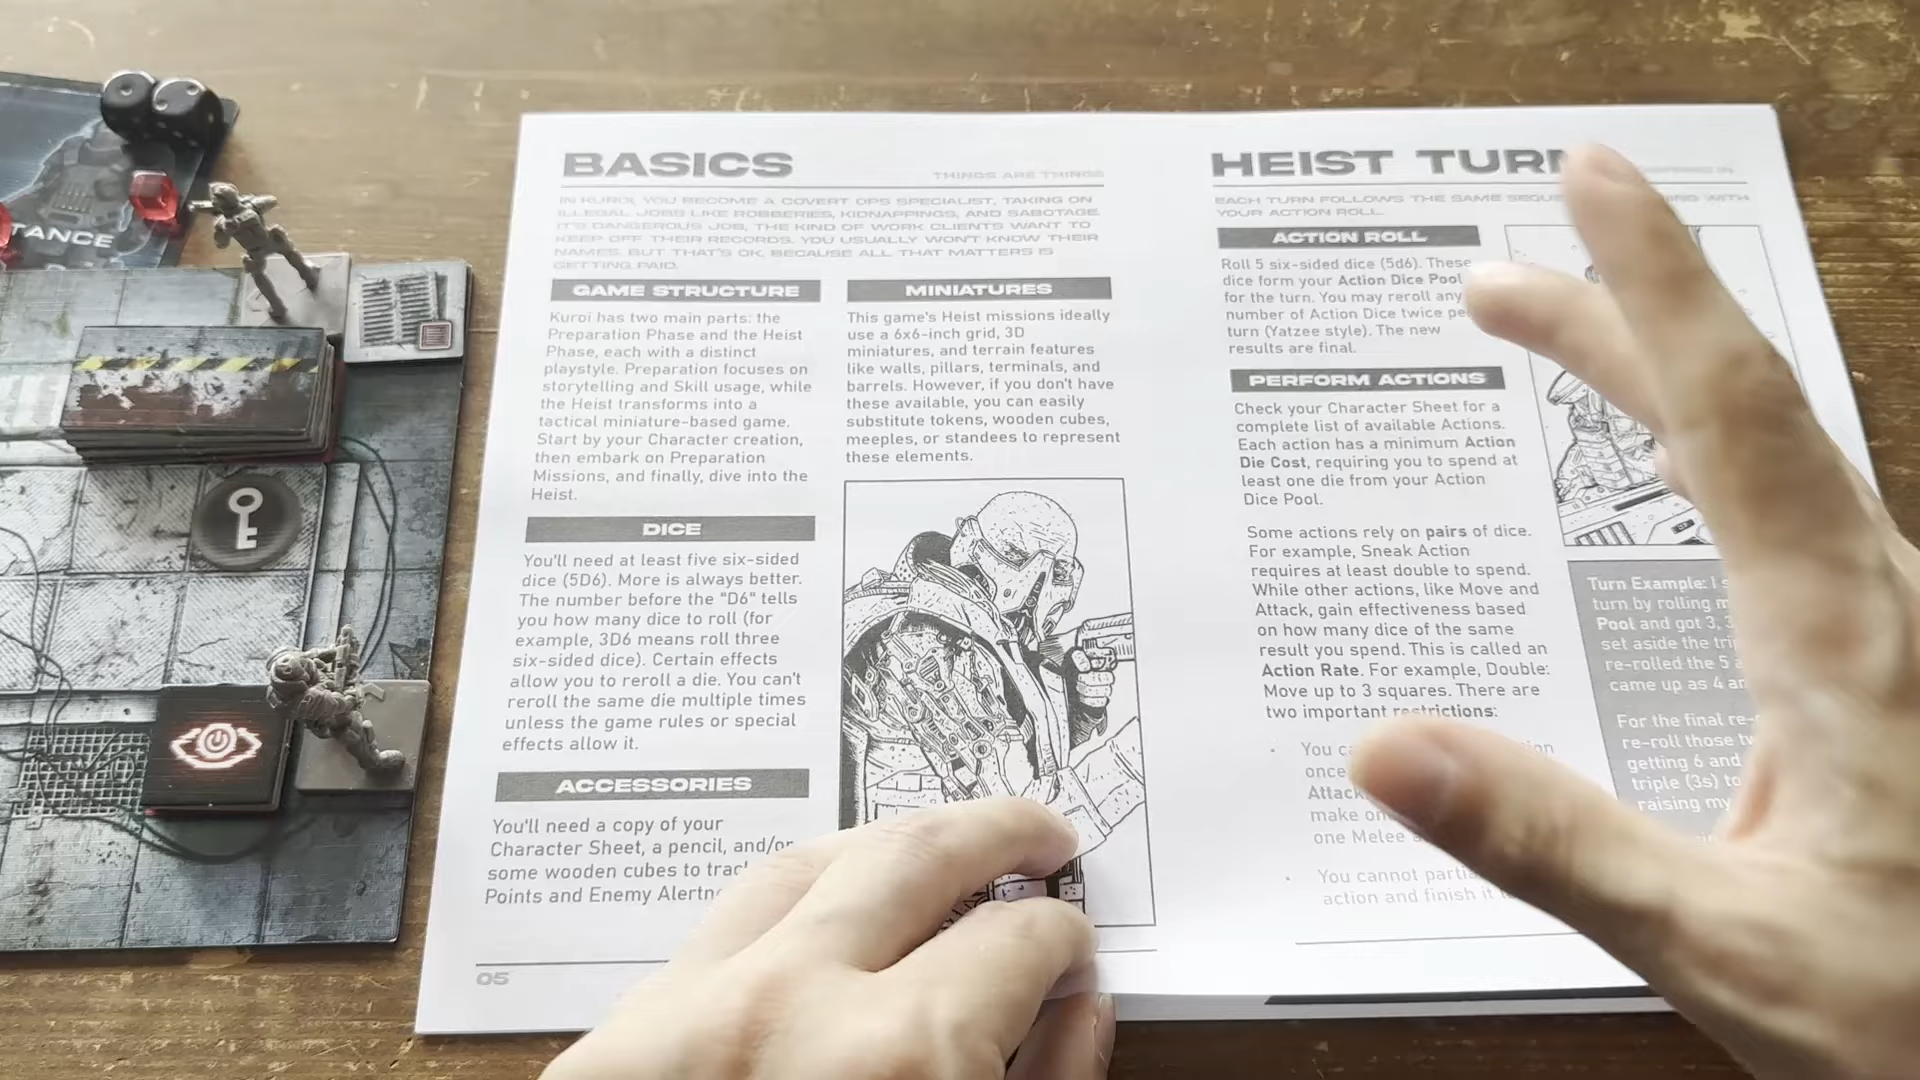 TANCE
BASICS
THINGS ARE THINGS
IN KUROI, YOU BECOME A COVERT OPS SPECIALIST, TAKING ON
ILLEGAL JOBS LIKE ROBBERIES, KIDNAPPINGS, AND SABOTAGE.
IT'S DANGEROUS JOB, THE KIND OF WORK CLIENTS WANT TO
KEEP OFF THEIR RECORDS. YOU USUALLY WON'T KNOW THEIR
NAMES, BUT THAT'S OK, BECAUSE ALL THAT MATTERS IS
GETTING PAID.
GAME STRUCTURE
Kuroi has two main parts: the
Preparation Phase and the Heist
Phase, each with a distinct
playstyle. Preparation focuses on
storytelling and Skill usage, while
the Heist transforms into a
tactical miniature-based game.
Start by your Character creation,
then embark on Preparation
Missions, and finally, dive into the
Heist.
DICE
You'll need at least five six-sided
dice (5D6). More is always better.
The number before the "D6" tells
you how many dice to roll (for
example, 3D6 means roll three
six-sided dice). Certain effects
allow you to reroll a die. You can't
reroll the same die multiple times
unless the game rules or special
effects allow it.
ACCESSORIES
You'll need a copy of your
Character Sheet, a pencil, and/or
some wooden cubes to
Points and Enemy
05
MINIATURES
This game's Heist missions ideally
use a 6x6-inch grid, 3D
miniatures, and terrain features
like walls, pillars, terminals, and
barrels. However, if you don't have
these available, you can easily
substitute tokens, wooden cubes,
meeples, or standees to represent
these elements.
HEIST TURN
EACH TURN FOLLOWS THE SAME WITH
YOUR ACTION ROLL.
ACTION ROLL
Roll 5 six-sided dice (5d6). These
dice form your Action Dice Pool
for the turn. You may reroll any
number of Action Dice twice
turn (Yatzee style). The new
results are final.
PERFORM ACTIONS
Check your Character Sheet for a
complete list of available Actions.
Each action has a minimum Action
Die Cost, requiring you to spend at
least one die from your Action
Dice Pool.
Some actions rely on pairs of dice.
For example, Sneak Action
requires at least double to spend.
While other actions, like Move and
Attack, gain effectiveness based
on how many dice of the same
result you spend. This is called an
Action Rate. For example, Double:
Move up to 3 squares. There are
two important restrictions:
You
once
Attack
make
one Melee
You cannot
action and finish it
Turn Example: I
turn by rolling
Pool and got 3,
set aside the
re-rolled the 5
came up as 4
For the final
re-roll those
getting 6 and
triple (3s) to
raising my